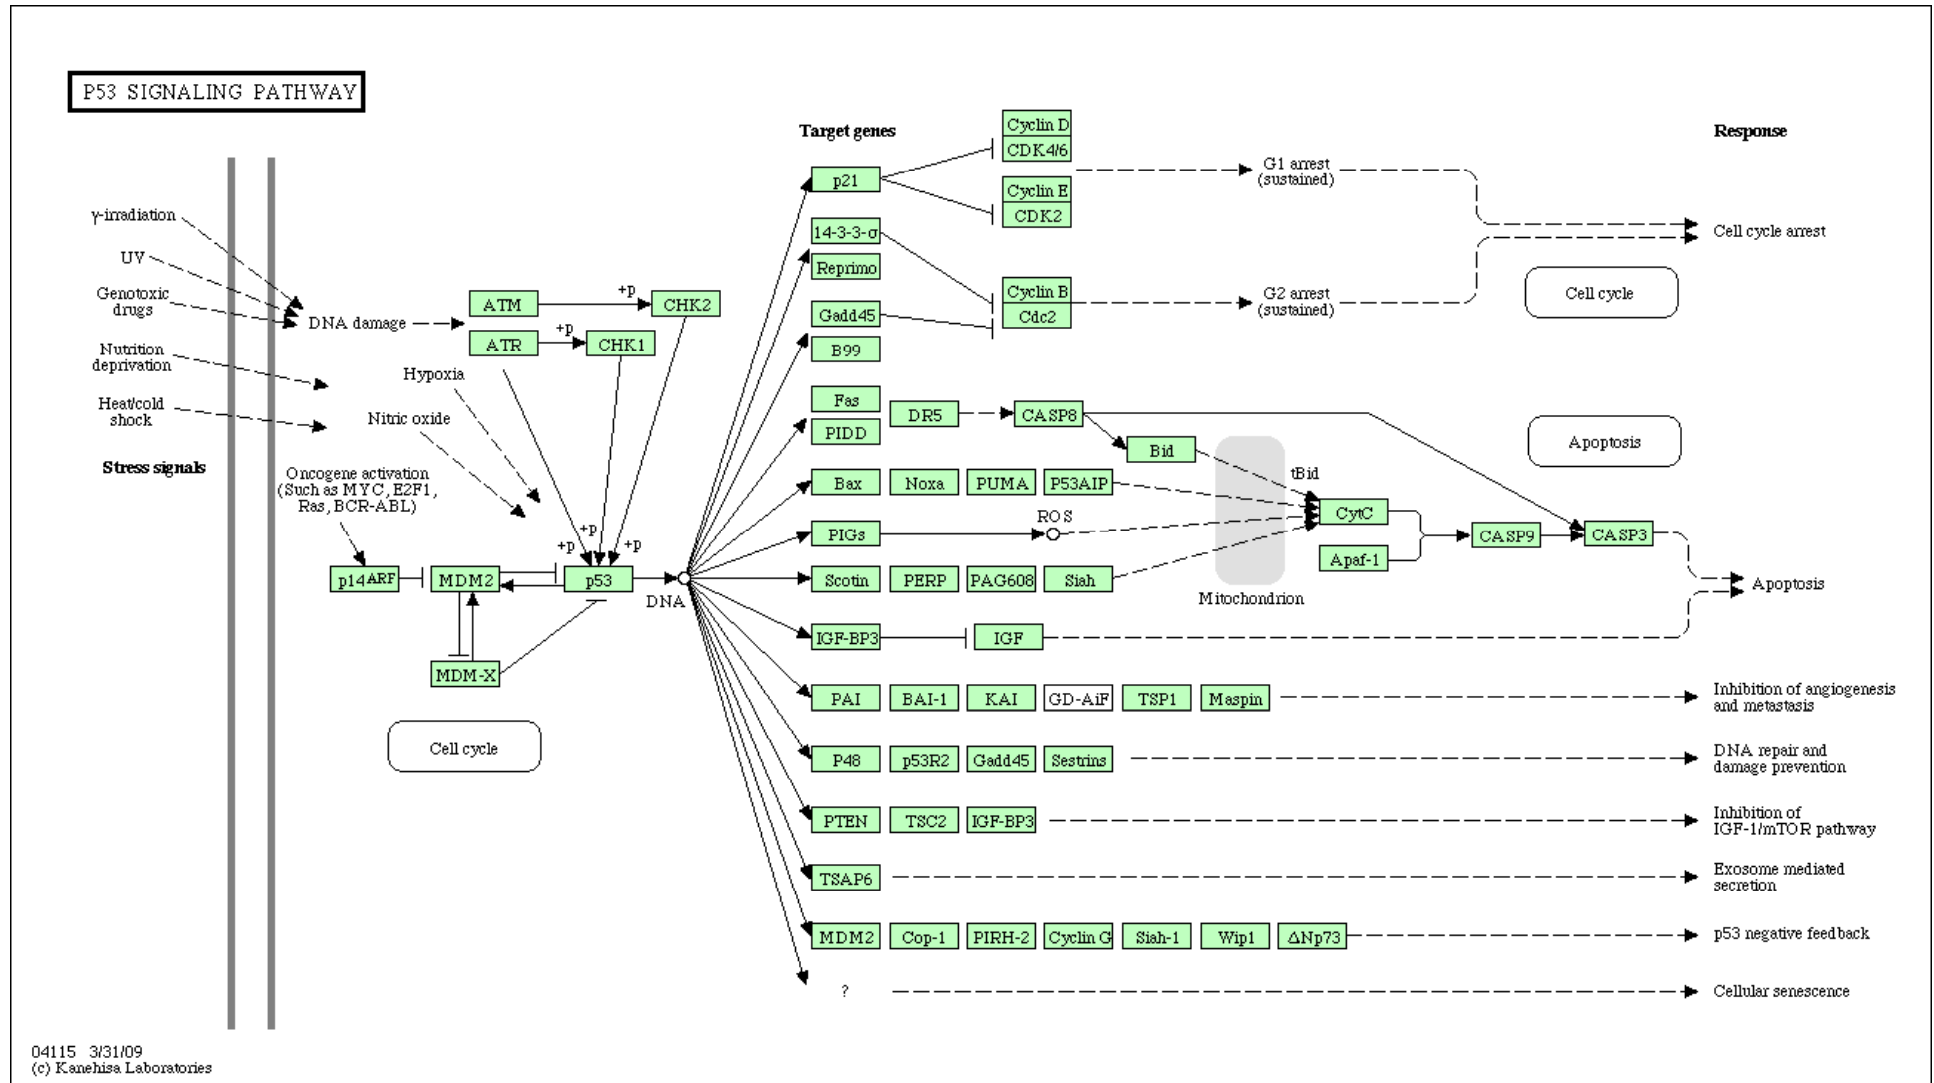 P53 SIGNALING PATHWAY
Target genes
Response
γ-irradiation
UV
Genotoxic
drugs
Nutrition
deprivation
Heat/cold
shock
Stress signals
DNA damage
ATM
+p
CHK2
ATR
+p
CHK1
Hypoxia
Nitric oxide
Oncogene activation
(Such as MYC, E2F1,
Ras, BCR-ABL)
+p
+p
+p
p14ARF
MDM2
p53
DNA
MDM-X
Cell cycle
Cyclin D
CDK4/6
p21
Cyclin E
CDK2
G1 arrest
(sustained)
14-3-3-σ
Reprimo
Cell cycle arrest
Cyclin B
Cdc2
G2 arrest
(sustained)
Cell cycle
Gadd45
B99
Fas
PIDD
DR5
CASP8
Bid
Apoptosis
tBid
Bax
Noxa
PUMA
P53AIP
CytC
PIGs
ROS
CASP9
CASP3
Apaf-1
Scotin
PERP
PAG608
Siah
Mitochondrion
Apoptosis
IGF-BP3
IGF
PAI
BAI-1
KAI
GD-AiF
TSP1
Maspin
Inhibition of angiogenesis
and metastasis
P48
p53R2
Gadd45
Sestrins
DNA repair and
damage prevention
PTEN
TSC2
IGF-BP3
Inhibition of
IGF-1/mTOR pathway
TSAP6
Exosome mediated
secretion
MDM2
Cop-1
PIRH-2
Cyclin G
Siah-1
Wip1
ΔNp73
p53 negative feedback
?
Cellular senescence
04115 3/31/09
(c) Kanehisa Laboratories